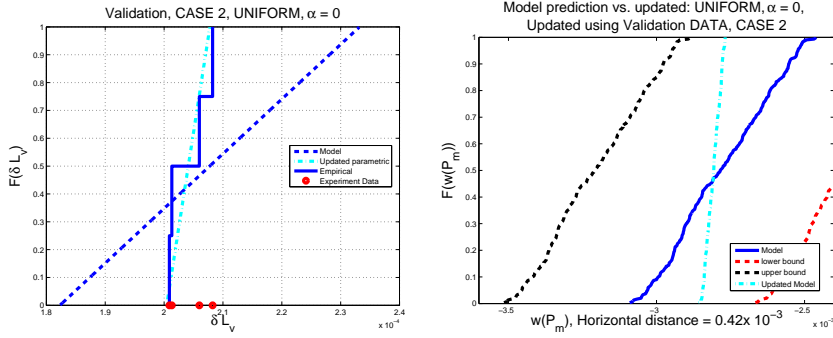 Validation, CASE 2, UNIFORM, α = 0
F(δ L_v)
1
0.9
0.8
0.7
0.6
0.5
0.4
0.3
0.2
0.1
0
Model
Updated parametric
Empirical
Experiment Data
1.8 1.9 2 2.1 2.2 2.3 2.4
x 10^-4
δ L_v
Model prediction vs. updated: UNIFORM, α = 0,
Updated using Validation DATA, CASE 2
F(w(P_m))
1
0.9
0.8
0.7
0.6
0.5
0.4
0.3
0.2
0.1
0
Model
lower bound
upper bound
Updated Model
-3.5 -3 -2.5
x 10^-3
w(P_m), Horizontal distance = 0.42x 10^-3